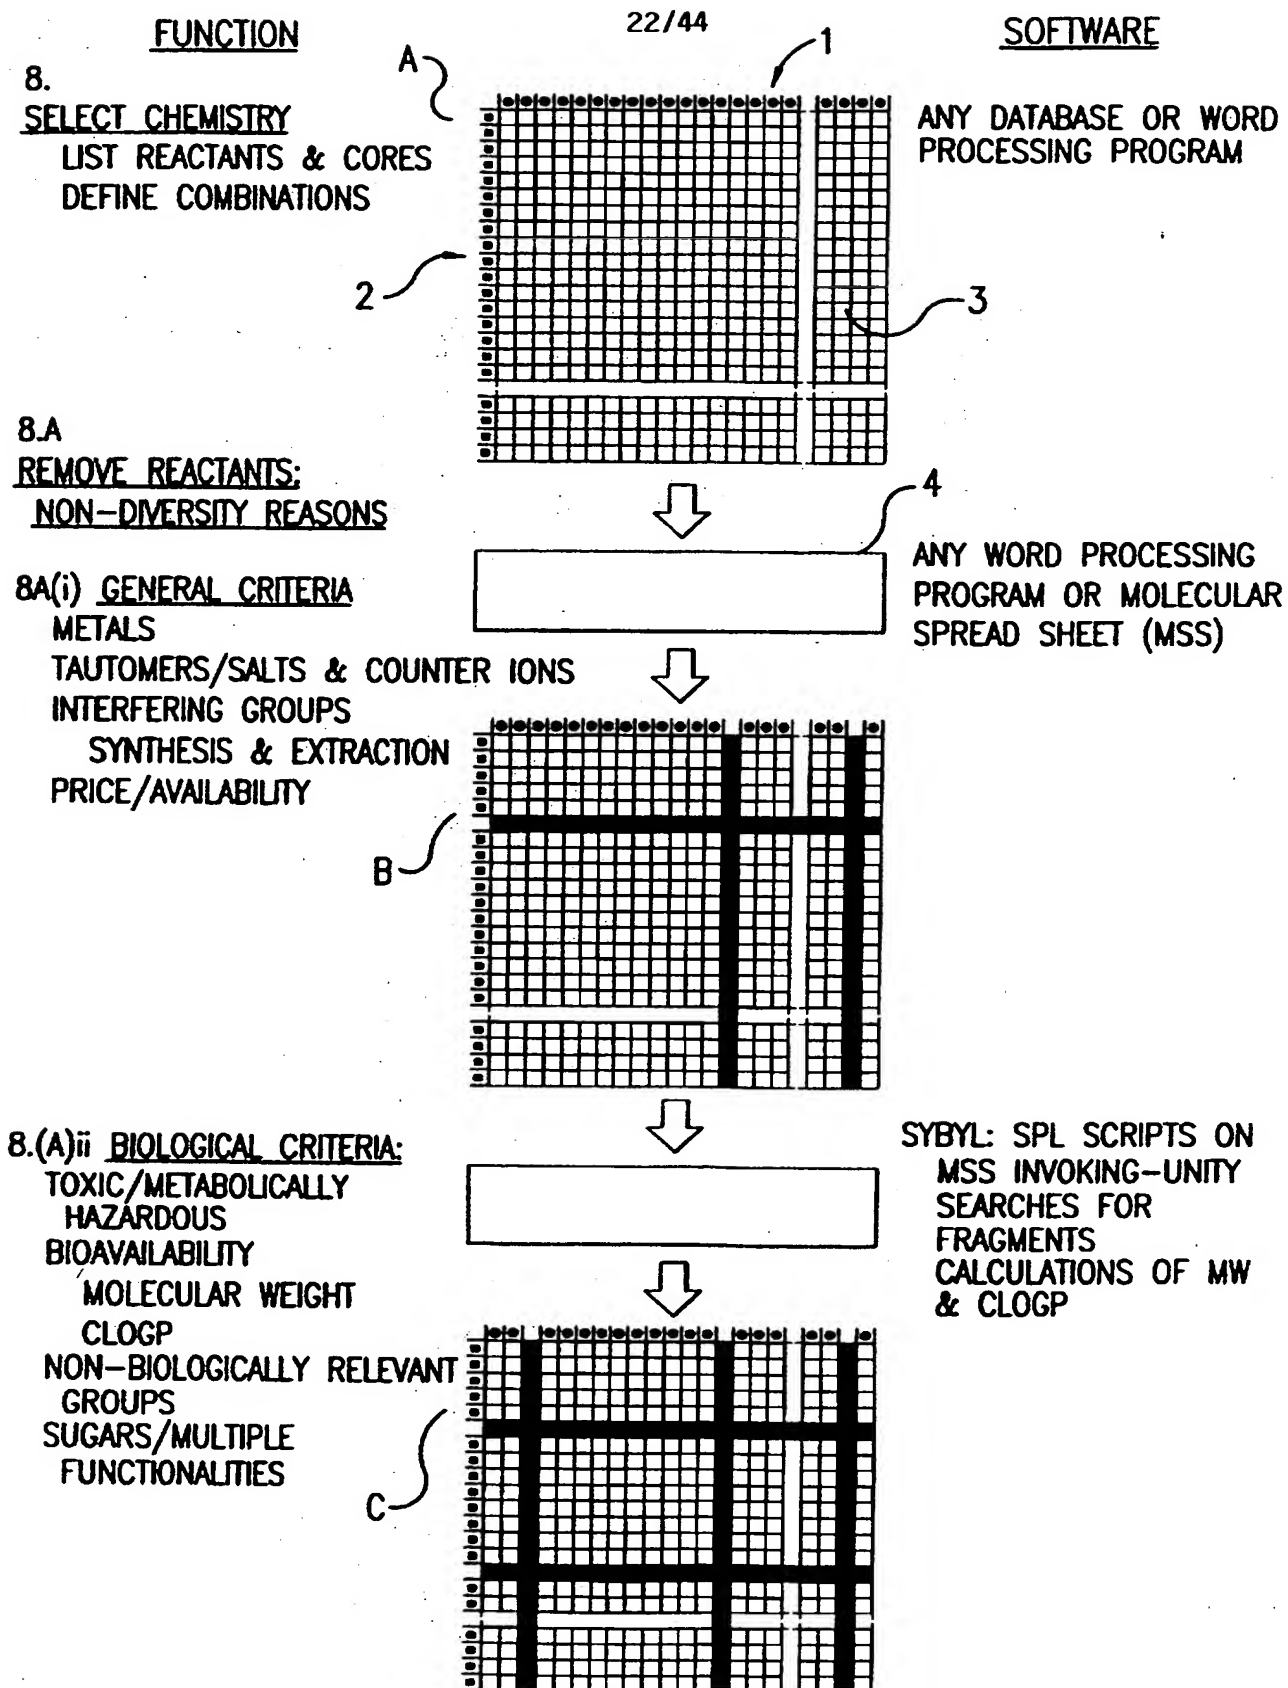 22/44
FUNCTION
SOFTWARE
1
A
8.
SELECT CHEMISTRY
LIST REACTANTS & CORES
DEFINE COMBINATIONS
ANY DATABASE OR WORD
PROCESSING PROGRAM
2
3
8.A
REMOVE REACTANTS:
NON-DIVERSITY REASONS
4
8A(i) GENERAL CRITERIA
METALS
TAUTOMERS/SALTS & COUNTER IONS
INTERFERING GROUPS
SYNTHESIS & EXTRACTION
PRICE/AVAILABILITY
ANY WORD PROCESSING
PROGRAM OR MOLECULAR
SPREAD SHEET (MSS)
B
8.(A)ii BIOLOGICAL CRITERIA:
TOXIC/METABOLICALLY
HAZARDOUS
BIOAVAILABILITY
MOLECULAR WEIGHT
CLOGP
NON-BIOLOGICALLY RELEVANT
GROUPS
SUGARS/MULTIPLE
FUNCTIONALITIES
SYBYL: SPL SCRIPTS ON
MSS INVOKING-UNITY
SEARCHES FOR
FRAGMENTS
CALCULATIONS OF MW
& CLOGP
C